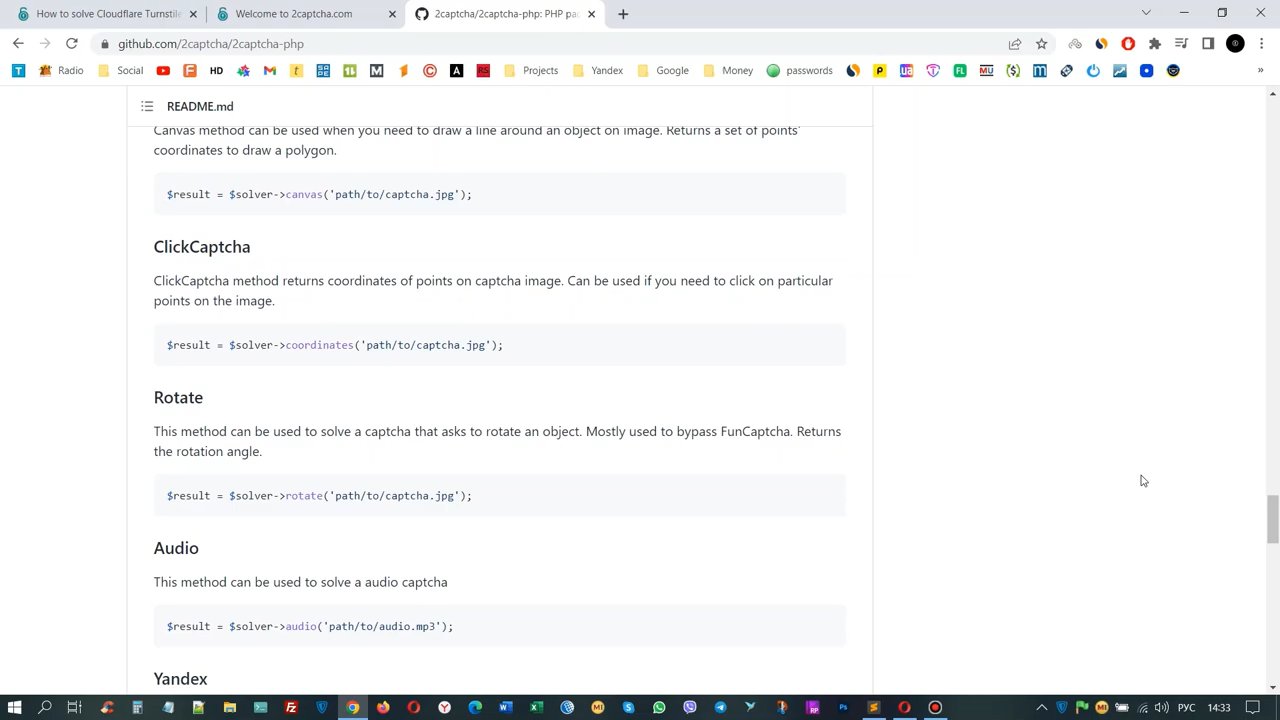 How to solve Cloudflare Turnstile
Welcome to 2captcha.com
2captcha/2captcha-php: PHP pac
github.com/2captcha/2captcha-php
Radio
Social
HD
Projects
Yandex
Google
Money
passwords
README.md
Canvas method can be used when you need to draw a line around an object on image. Returns a set of points'
coordinates to draw a polygon.
$result = $solver->canvas('path/to/captcha.jpg');
ClickCaptcha
ClickCaptcha method returns coordinates of points on captcha image. Can be used if you need to click on particular
points on the image.
$result = $solver->coordinates('path/to/captcha.jpg');
Rotate
This method can be used to solve a captcha that asks to rotate an object. Mostly used to bypass FunCaptcha. Returns
the rotation angle.
$result = $solver->rotate('path/to/captcha.jpg');
Audio
This method can be used to solve a audio captcha
$result = $solver->audio('path/to/audio.mp3');
Yandex
РУС
14:33